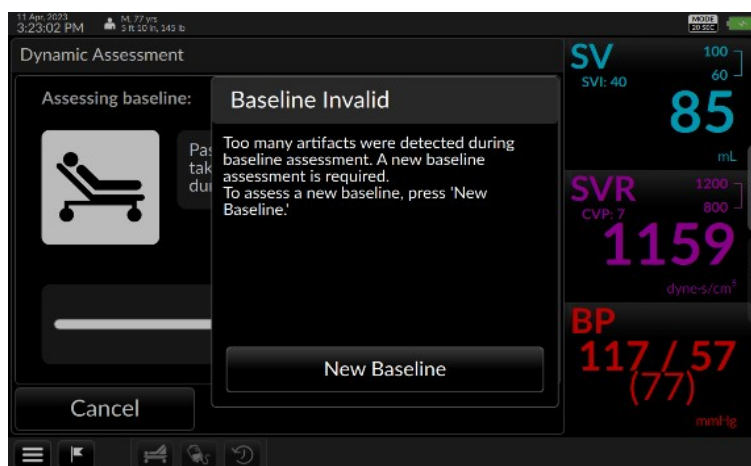 11 Apr, 2023
3:23:02 PM
M, 77 yrs
5 ft 10 in, 145 lb
MODE
20 SEC
Dynamic Assessment
Assessing baseline:
Pas
tak
dur
Baseline Invalid
Too many artifacts were detected during
baseline assessment. A new baseline
assessment is required.
To assess a new baseline, press 'New
Baseline.'
New Baseline
Cancel
SV
SVI: 40
100
60
85
mL
SVR
CVP: 7
1200
800
1159
dyne-s/cm⁵
BP
117 / 57
(77)
mmHg